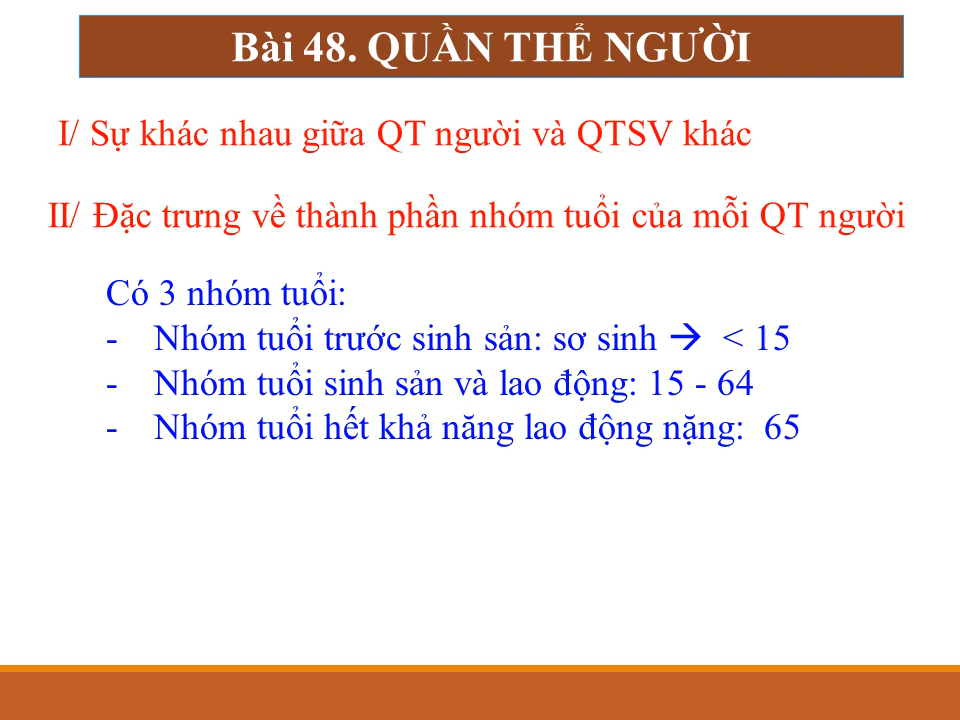 Bài 48. QUẦN THỂ NGƯỜI
I/ Sự khác nhau giữa QT người và QTSV khác
II/ Đặc trưng về thành phần nhóm tuổi của mỗi QT người
Có 3 nhóm tuổi:
- Nhóm tuổi trước sinh sản: sơ sinh → < 15
- Nhóm tuổi sinh sản và lao động: 15 - 64
- Nhóm tuổi hết khả năng lao động nặng: 65